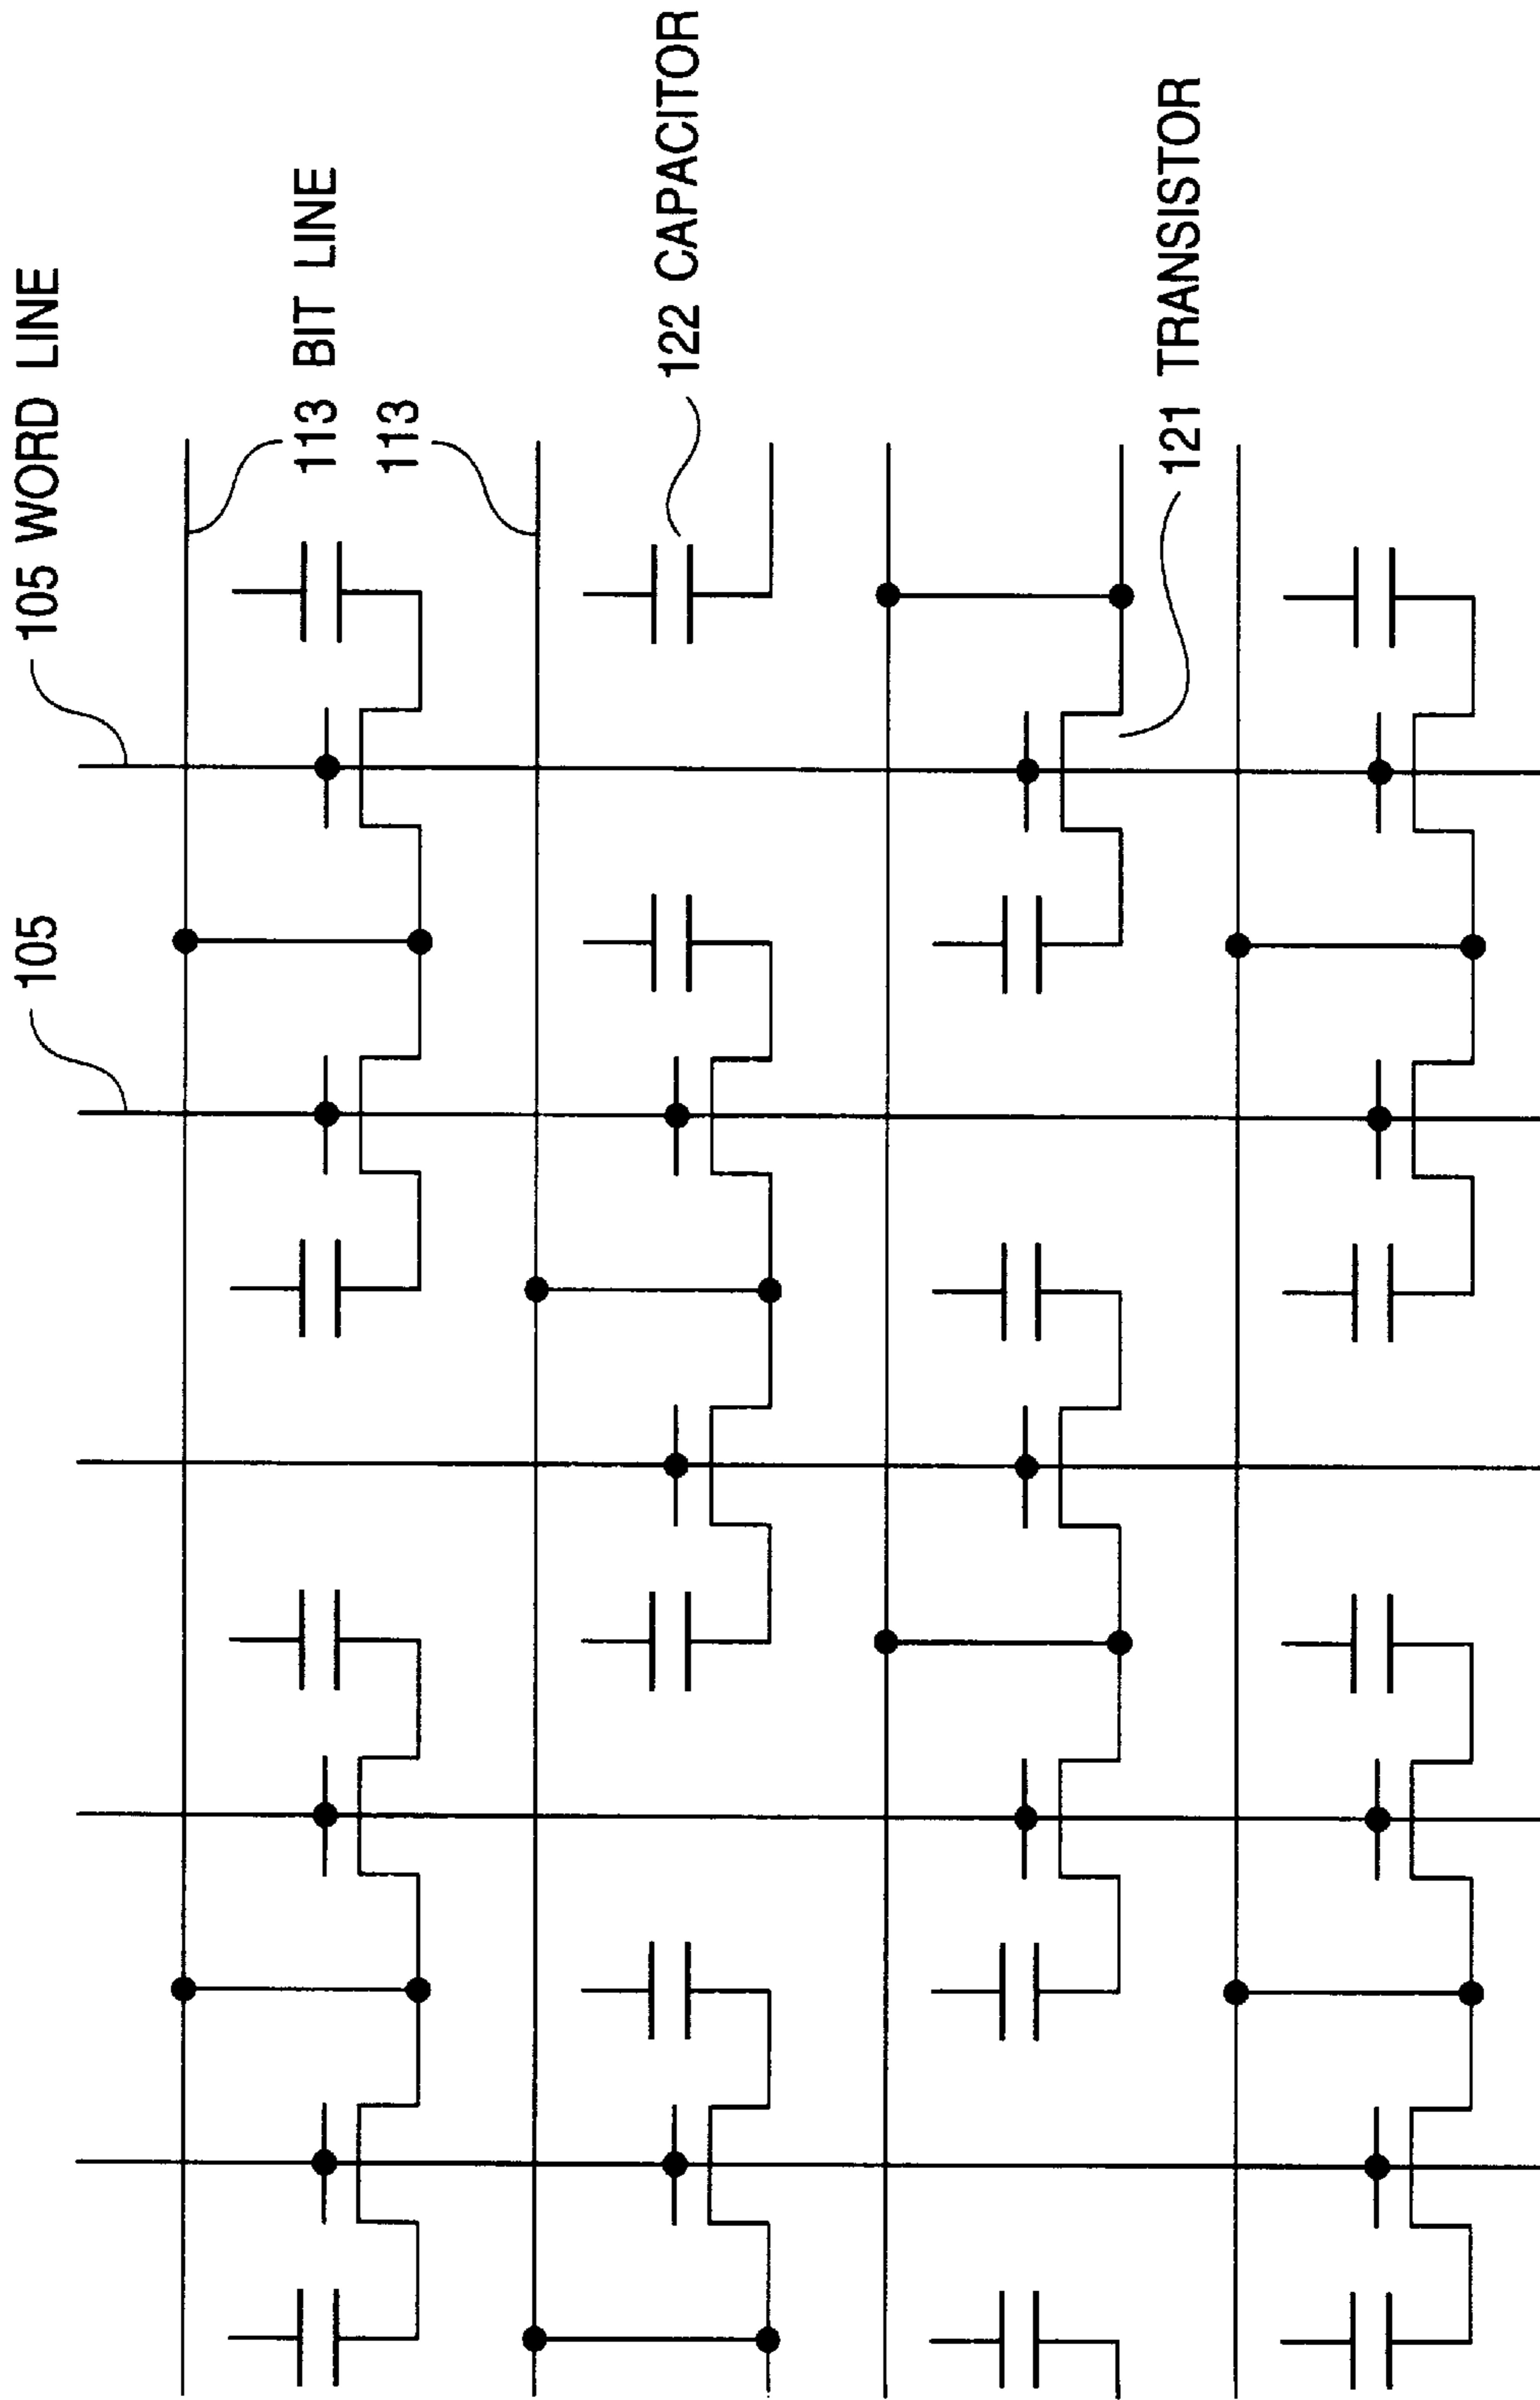 105 WORD LINE
105
113 BIT LINE
113
122 CAPACITOR
121 TRANSISTOR